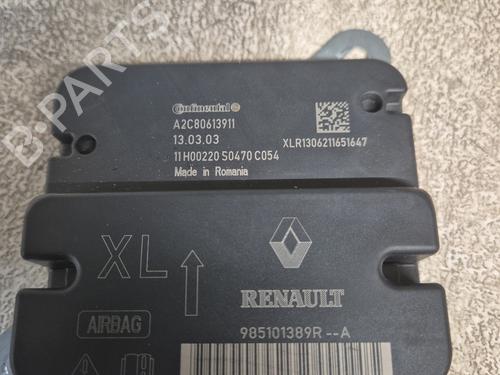 B-PARTS
Continental
A2C80613911
13.03.03
XLR1306211651647
11H00220 S0470 C054
Made in Romania
XL
RENAULT
AIRBAG
985101389R--A